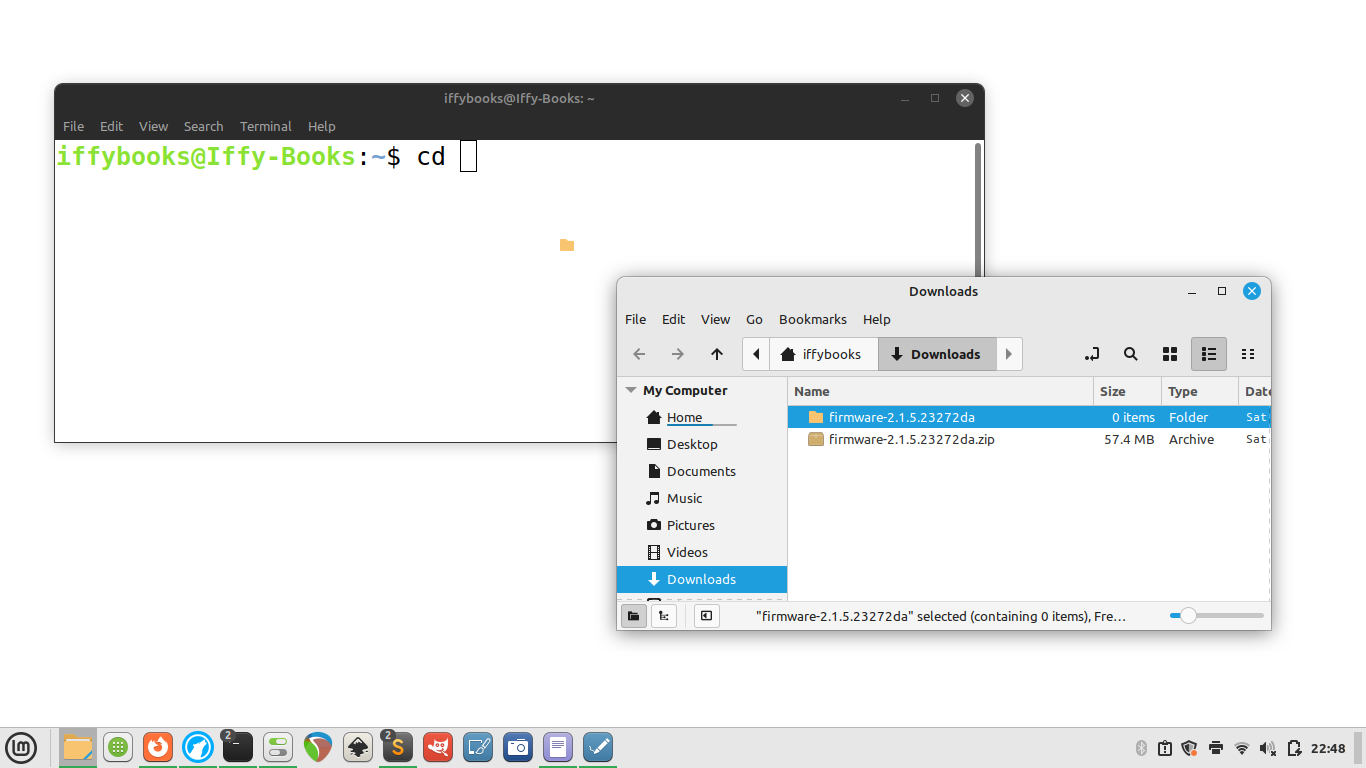 iffybooks@Iffy-Books: ~
File Edit View Search Terminal Help
iffybooks@Iffy-Books:~$ cd
Downloads
File Edit View Go Bookmarks Help
iffybooks Downloads
My Computer
Home
Desktop
Documents
Music
Pictures
Videos
Downloads
Name Size Type Date
firmware-2.1.5.23272da 0 items Folder Sat
firmware-2.1.5.23272da.zip 57.4 MB Archive Sat
"firmware-2.1.5.23272da" selected (containing 0 items), Fre…
2 2 22:48